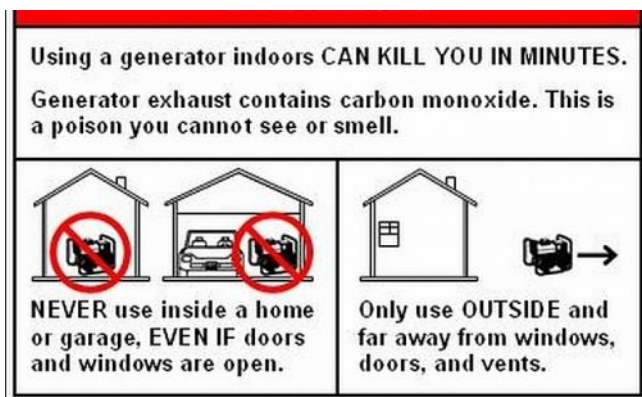 Using a generator indoors CAN KILL YOU IN MINUTES.
Generator exhaust contains carbon monoxide. This is
a poison you cannot see or smell.
NEVER use inside a home
or garage, EVEN IF doors
and windows are open.
Only use OUTSIDE and
far away from windows,
doors, and vents.